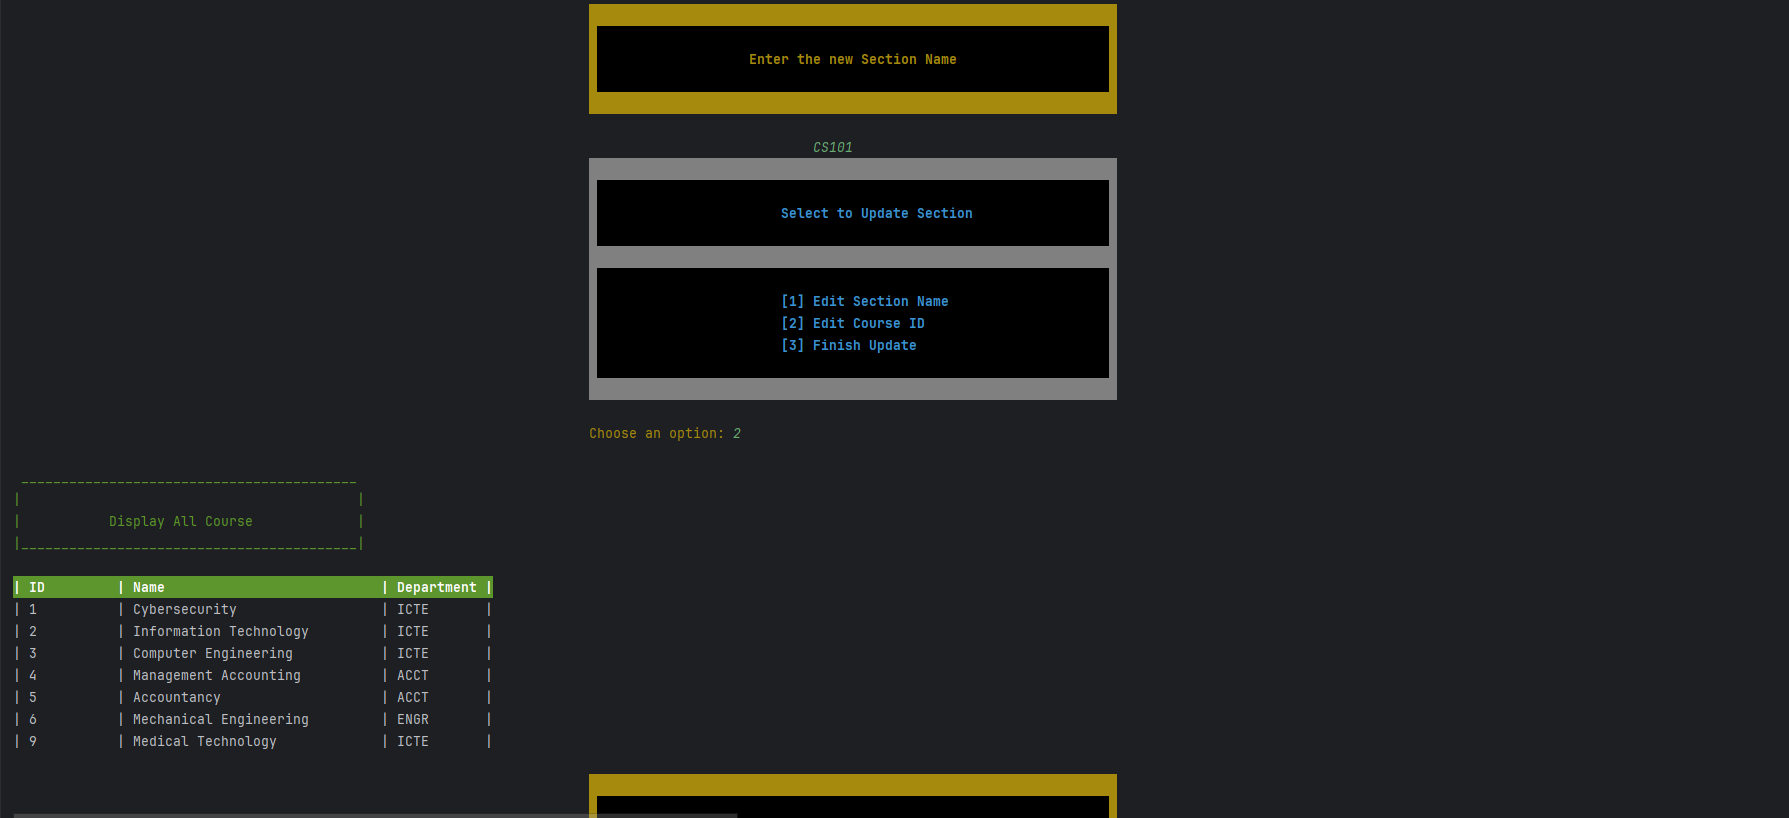 Enter the new Section Name
CS101
Select to Update Section
[1] Edit Section Name
[2] Edit Course ID
[3] Finish Update
Choose an option: 2
__________________________________________
|                                          |
|           Display All Course             |
|__________________________________________|
| ID         | Name                           | Department |
| 1          | Cybersecurity                  | ICTE       |
| 2          | Information Technology         | ICTE       |
| 3          | Computer Engineering           | ICTE       |
| 4          | Management Accounting          | ACCT       |
| 5          | Accountancy                    | ACCT       |
| 6          | Mechanical Engineering         | ENGR       |
| 9          | Medical Technology             | ICTE       |